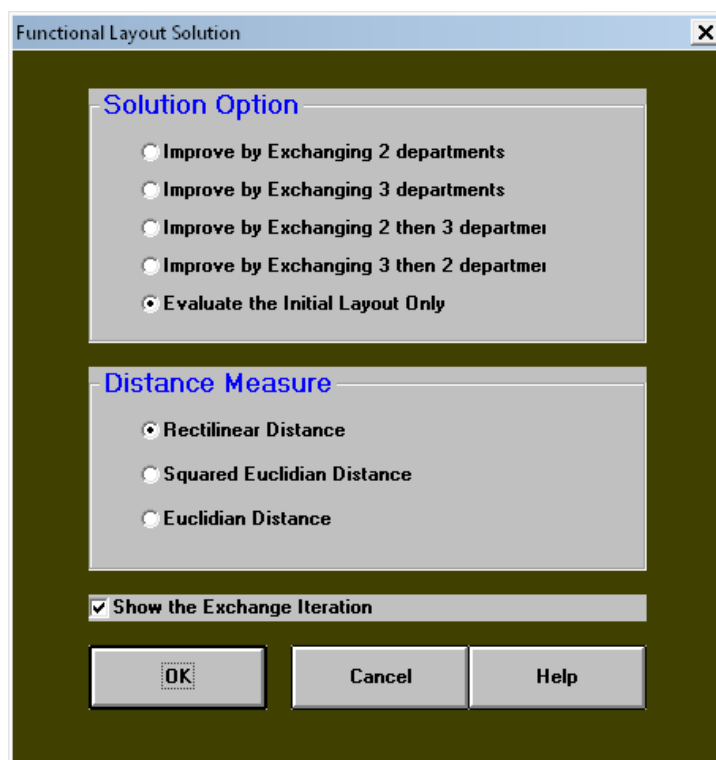 Functional Layout Solution
Solution Option
Improve by Exchanging 2 departments
Improve by Exchanging 3 departments
Improve by Exchanging 2 then 3 departmei
Improve by Exchanging 3 then 2 departmei
Evaluate the Initial Layout Only
Distance Measure
Rectilinear Distance
Squared Euclidian Distance
Euclidian Distance
Show the Exchange Iteration
OK Cancel Help